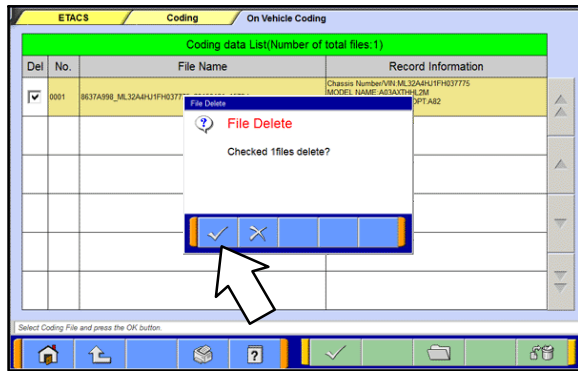 ETACS
Coding
On Vehicle Coding
Coding data List(Number of total files:1)
Del No. File Name Record Information
0001 8637A998_ML32A4HJ1FH03777
Chassis Number/VIN:ML32A4HJ1FH037775
MODEL NAME:A03AXTHHL2M
OPT:A82
File Delete
File Delete
Checked 1files delete?
Select Coding File and press the OK button.